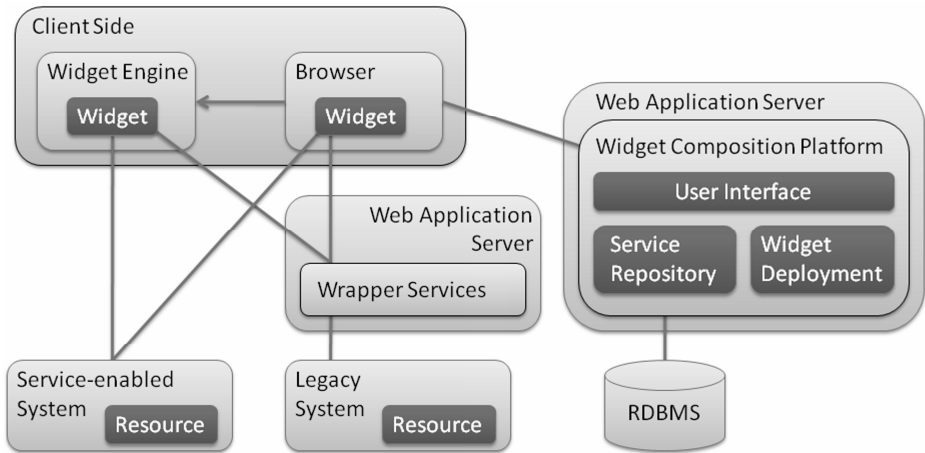 Client Side
Widget Engine
Widget
Browser
Widget
Web Application Server
Widget Composition Platform
User Interface
Service
Repository
Widget
Deployment
Web Application
Server
Wrapper Services
Service-enabled
System
Resource
Legacy
System
Resource
RDBMS